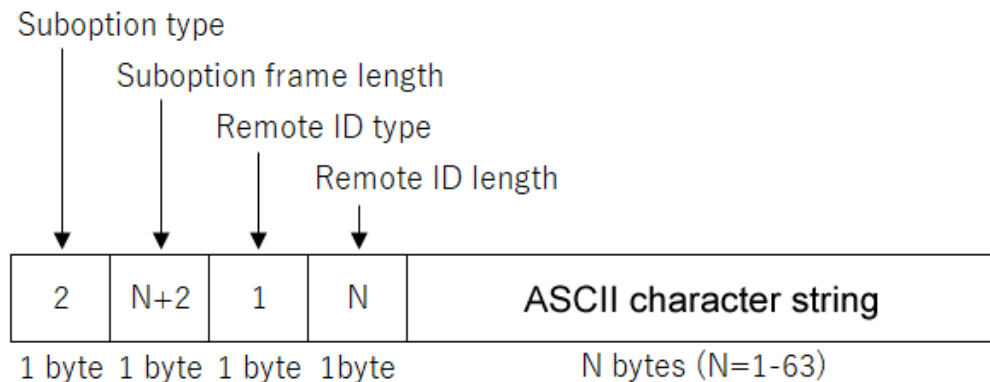 Suboption type
Suboption frame length
Remote ID type
Remote ID length
2 N+2 1 N ASCII character string
1 byte 1 byte 1 byte 1byte N bytes (N=1-63)